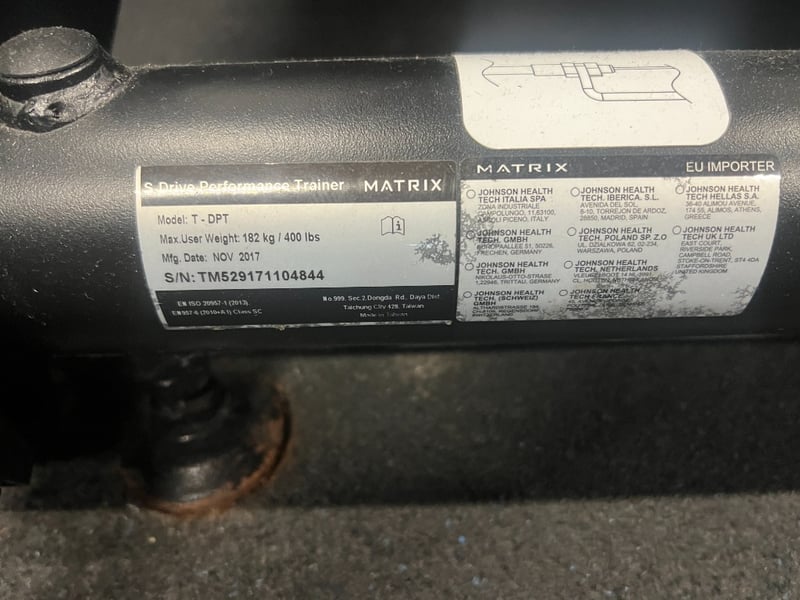 S-Drive Performance Trainer MATRIX
Model: T - DPT
Max.User Weight: 182 kg / 400 lbs
Mfg. Date: NOV 2017
S/N: TM529171104844
EN ISO 20957-1 (2013)
EN957-6 (2010+A1) Class SC
No.999, Sec.2,Dongda Rd., Daya Dist.
Taichung City 428, Taiwan
Made in Taiwan
MATRIX EU IMPORTER
JOHNSON HEALTH
TECH ITALIA SPA
ZONA INDUSTRIALE
CAMPOLUNGO, 11,63100,
ASCOLI PICENO, ITALY
JOHNSON HEALTH
TECH. GMBH
50226,
FRECHEN, GERMANY
JOHNSON HEALTH
TECH. GMBH
NIKOLAUS-OTTO-STRASE
1,22946, TRITTAU, GERMANY
JOHNSON HEALTH
TECH. (SCHWEIZ)
GMBH
SWITZERLAND
JOHNSON HEALTH
TECH. IBERICA. S.L.
AVENIDA DEL SOL,
8-10, TORREJON DE ARDOZ,
28850, MADRID, SPAIN
JOHNSON HEALTH
TECH. POLAND SP. Z.O
UL. DZIALKOWA 62, 02-234,
WARSZAWA, POLAND
JOHNSON HEALTH
TECH. NETHERLANDS
JOHNSON HEALTH
TECH FRANCE
JOHNSON HEALTH
TECH HELLAS S.A.
36-40 ALIMOU AVENUE,
174 55, ALIMOS, ATHENS,
GREECE
JOHNSON HEALTH
TECH UK LTD
EAST COURT,
RIVERSIDE PARK,
CAMPBELL ROAD,
STOKE-ON-TRENT, ST4 4DA
STAFFORDSHIRE
UNITED KINGDOM